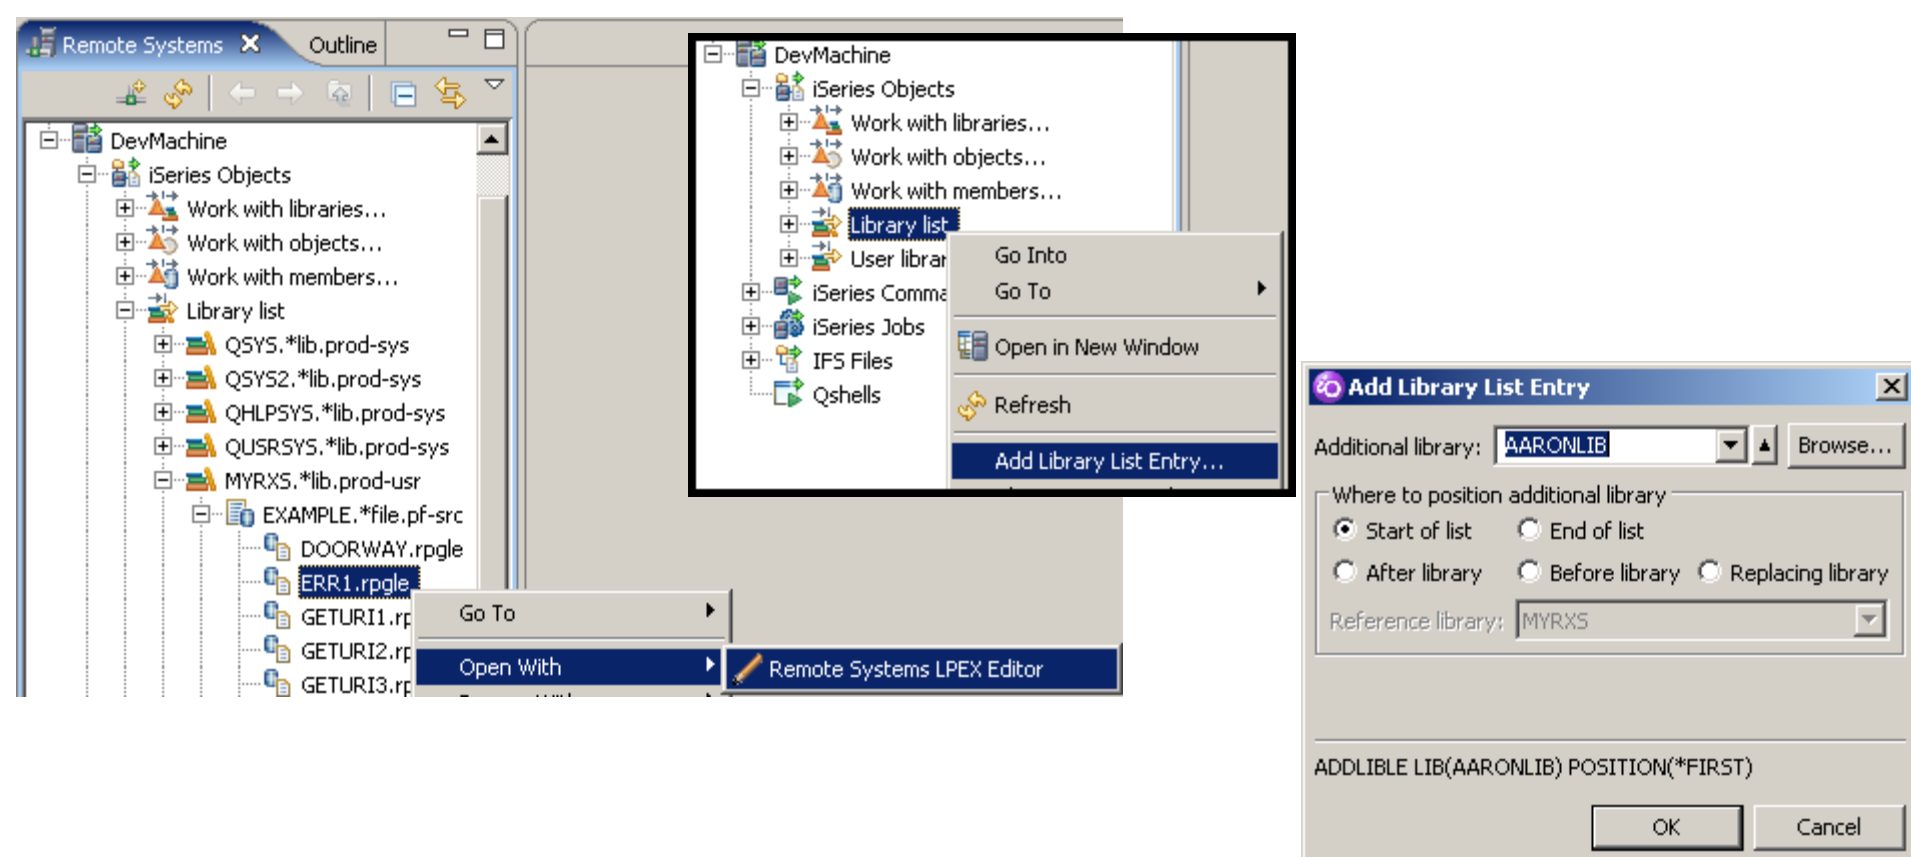 Remote Systems
Outline
DevMachine
iSeries Objects
Work with libraries...
Work with objects...
Work with members...
Library list
QSYS.*lib.prod-sys
QSYS2.*lib.prod-sys
QHLPSYS.*lib.prod-sys
QUSRSYS.*lib.prod-sys
MYRXS.*lib.prod-usr
EXAMPLE.*file.pf-src
DOORWAY.rpgle
ERR1.rpgle
GETURI1.rp
GETURI2.rp
GETURI3.rp
Go To
Open With
Remote Systems LPEX Editor
DevMachine
iSeries Objects
Work with libraries...
Work with objects...
Work with members...
Library list
User librar
iSeries Comma
iSeries Jobs
IFS Files
Qshells
Go Into
Go To
Open in New Window
Refresh
Add Library List Entry...
Add Library List Entry
Additional library: AARONLIB Browse...
Where to position additional library
Start of list End of list
After library Before library Replacing library
Reference library: MYRXS
ADDLIBLE LIB(AARONLIB) POSITION(*FIRST)
OK Cancel